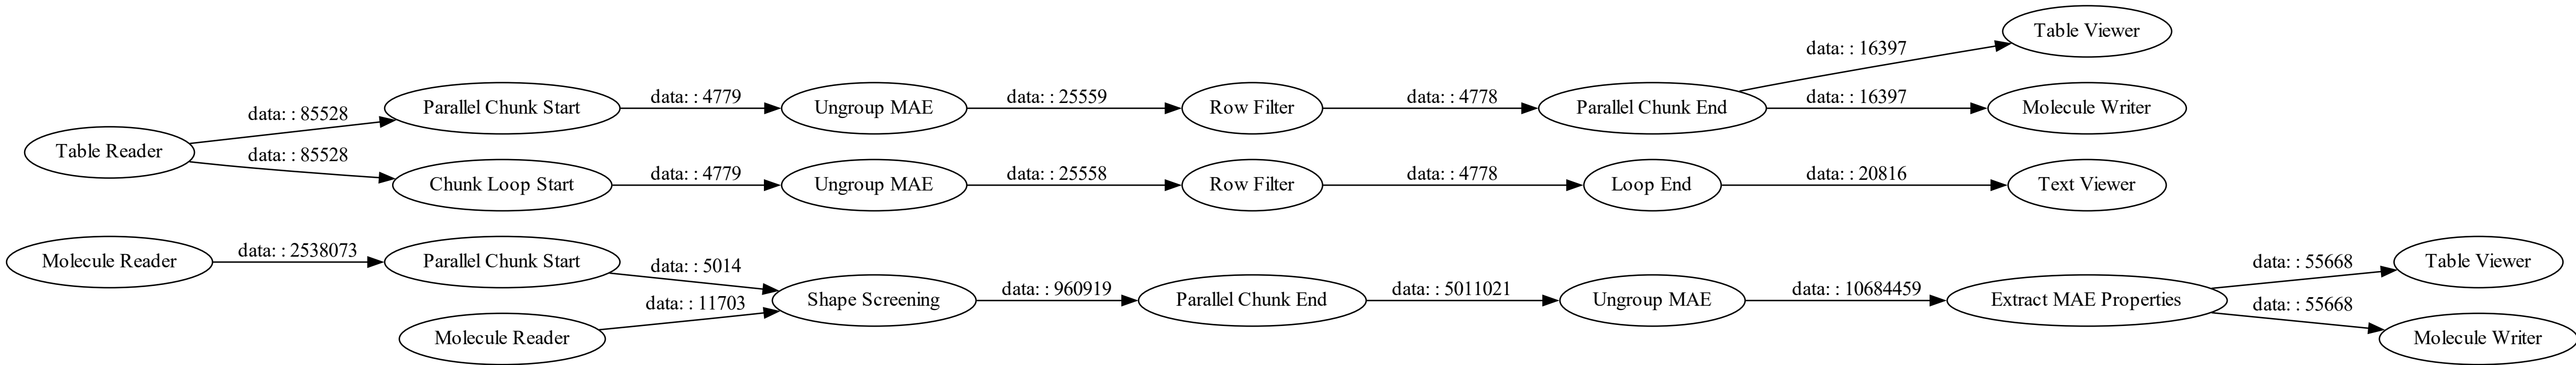 Table Viewer
data: : 16397
Parallel Chunk Start
data: : 4779
Ungroup MAE
data: : 25559
Row Filter
data: : 4778
Parallel Chunk End
data: : 16397
Molecule Writer
data: : 85528
Table Reader
data: : 85528
Chunk Loop Start
data: : 4779
Ungroup MAE
data: : 25558
Row Filter
data: : 4778
Loop End
data: : 20816
Text Viewer
Molecule Reader
data: : 2538073
Parallel Chunk Start
data: : 5014
data: : 11703
Molecule Reader
Shape Screening
data: : 960919
Parallel Chunk End
data: : 5011021
Ungroup MAE
data: : 10684459
Extract MAE Properties
data: : 55668
Table Viewer
data: : 55668
Molecule Writer